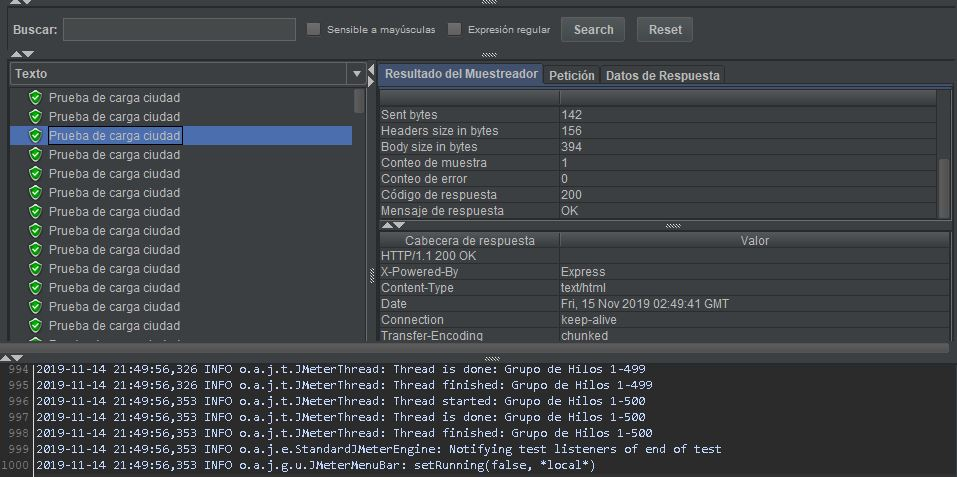 Buscar: Sensible a mayúsculas Expresión regular Search Reset
Texto
Prueba de carga ciudad
Prueba de carga ciudad
Prueba de carga ciudad
Prueba de carga ciudad
Prueba de carga ciudad
Prueba de carga ciudad
Prueba de carga ciudad
Prueba de carga ciudad
Prueba de carga ciudad
Prueba de carga ciudad
Prueba de carga ciudad
Prueba de carga ciudad
Prueba de carga ciudad
Prueba de carga ciudad
Resultado del Muestreador Petición Datos de Respuesta
Sent bytes 142
Headers size in bytes 156
Body size in bytes 394
Conteo de muestra 1
Conteo de error 0
Código de respuesta 200
Mensaje de respuesta OK
Cabecera de respuesta Valor
HTTP/1.1 200 OK
X-Powered-By Express
Content-Type text/html
Date Fri, 15 Nov 2019 02:49:41 GMT
Connection keep-alive
Transfer-Encoding chunked
994 2019-11-14 21:49:56,326 INFO o.a.j.t.JMeterThread: Thread is done: Grupo de Hilos 1-499
995 2019-11-14 21:49:56,326 INFO o.a.j.t.JMeterThread: Thread finished: Grupo de Hilos 1-499
996 2019-11-14 21:49:56,353 INFO o.a.j.t.JMeterThread: Thread started: Grupo de Hilos 1-500
997 2019-11-14 21:49:56,353 INFO o.a.j.t.JMeterThread: Thread is done: Grupo de Hilos 1-500
998 2019-11-14 21:49:56,353 INFO o.a.j.t.JMeterThread: Thread finished: Grupo de Hilos 1-500
999 2019-11-14 21:49:56,353 INFO o.a.j.e.StandardJMeterEngine: Notifying test listeners of end of test
1000 2019-11-14 21:49:56,353 INFO o.a.j.g.u.JMeterMenuBar: setRunning(false, *local*)